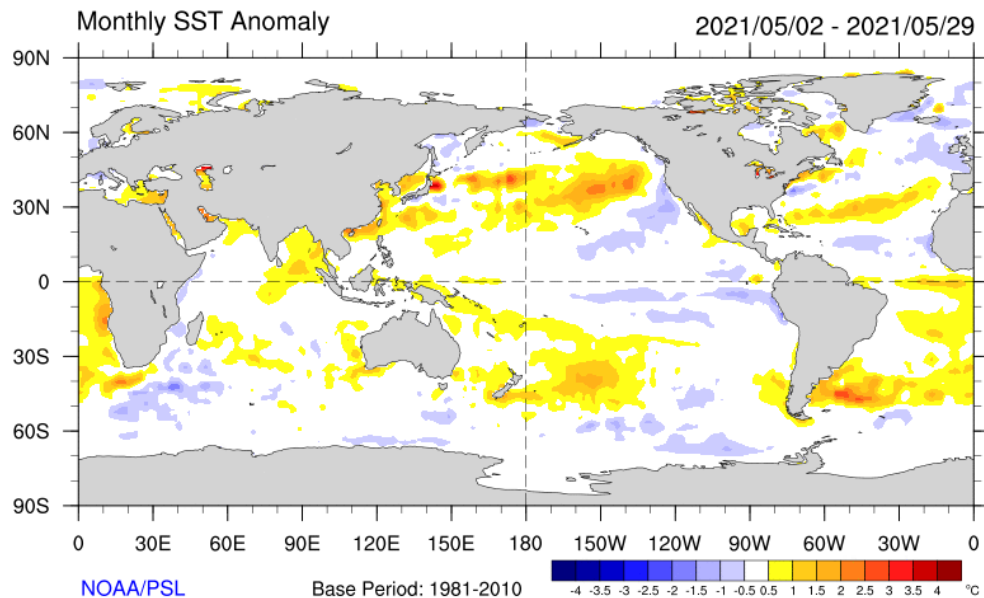 Monthly SST Anomaly 2021/05/02 - 2021/05/29
90N
60N
30N
0
30S
60S
90S
0 30E 60E 90E 120E 150E 180 150W 120W 90W 60W 30W 0
NOAA/PSL Base Period: 1981-2010
-4 -3.5 -3 -2.5 -2 -1.5 -1 -0.5 0.5 1 1.5 2 2.5 3 3.5 4 °C